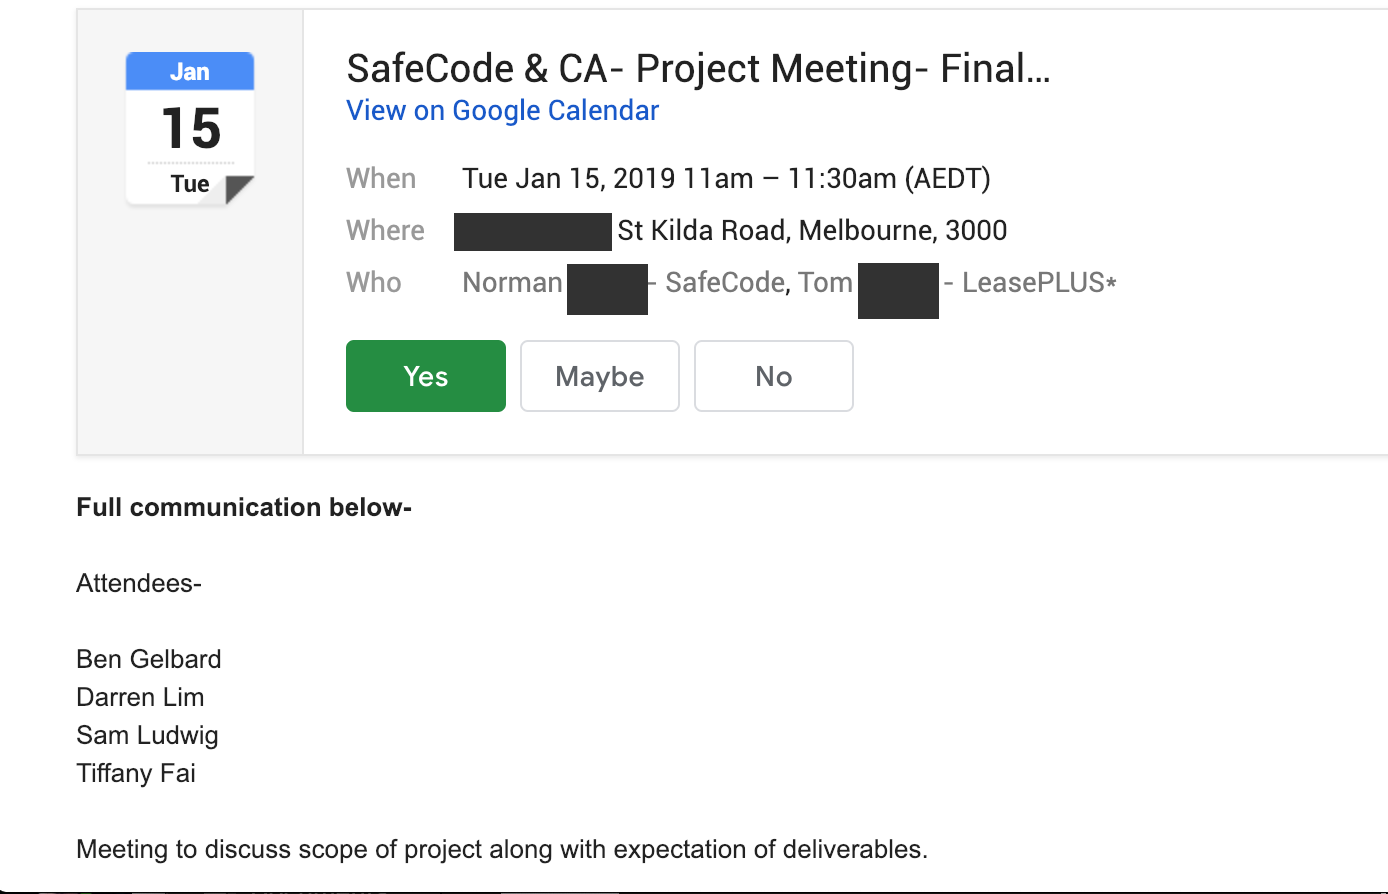 Jan
15
Tue
SafeCode & CA- Project Meeting- Final...
View on Google Calendar
When Tue Jan 15, 2019 11am – 11:30am (AEDT)
Where St Kilda Road, Melbourne, 3000
Who Norman - SafeCode, Tom - LeasePLUS*
Yes Maybe No
Full communication below-
Attendees-
Ben Gelbard
Darren Lim
Sam Ludwig
Tiffany Fai
Meeting to discuss scope of project along with expectation of deliverables.